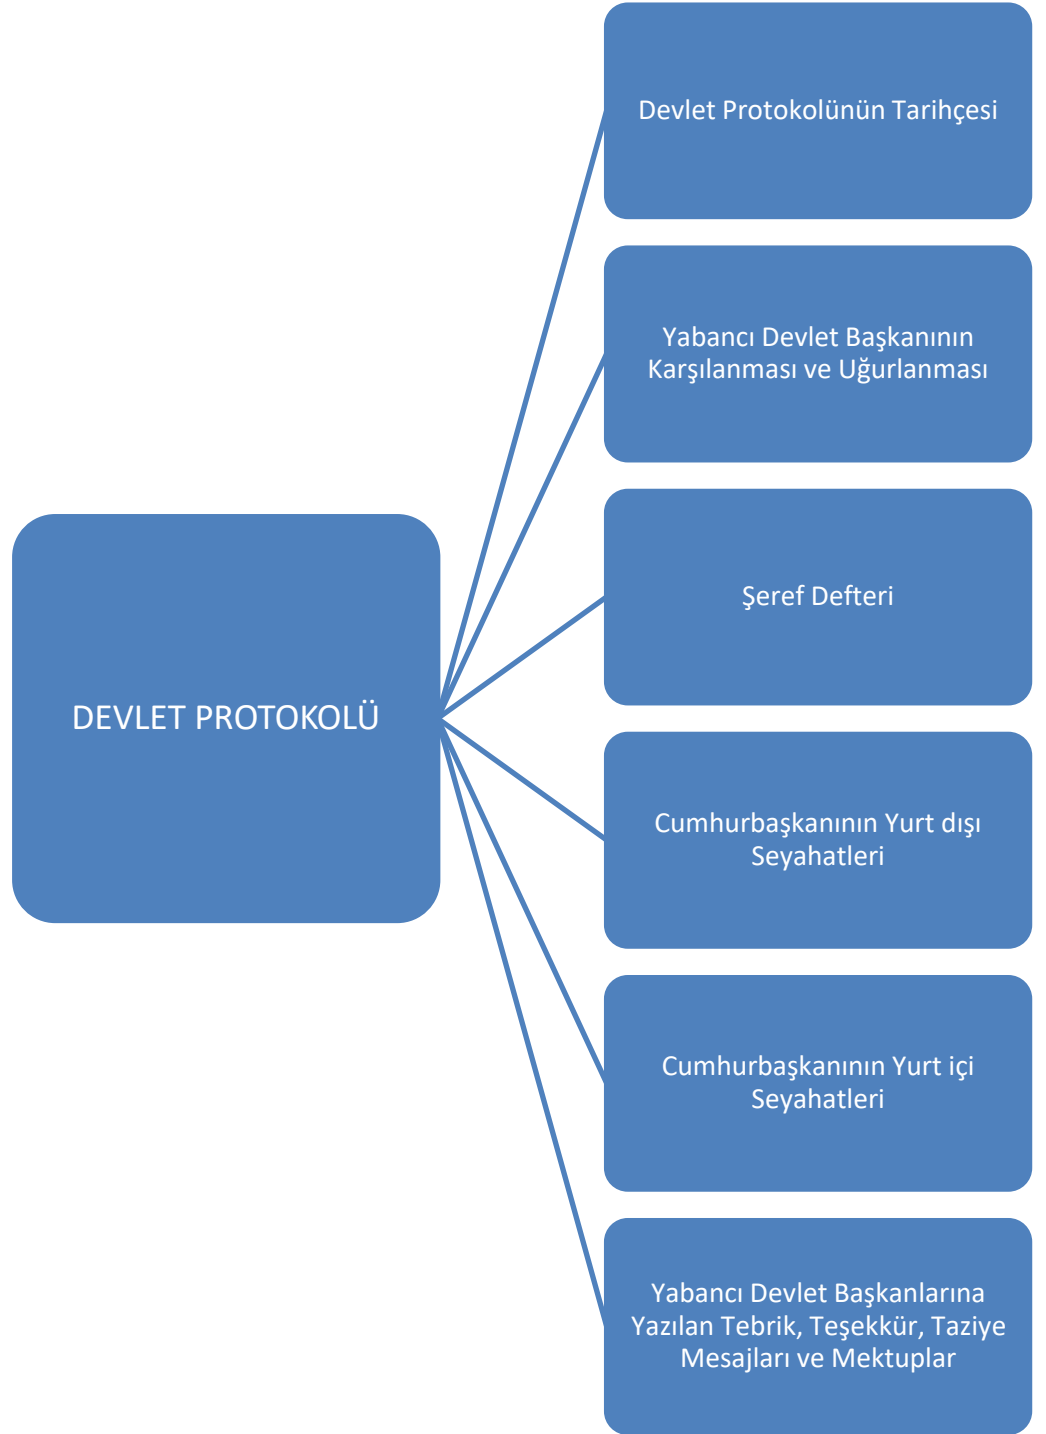 DEVLET PROTOKOLÜ
Devlet Protokolünün Tarihçesi
Yabancı Devlet Başkanının
Karşılanması ve Uğurlanması
Şeref Defteri
Cumhurbaşkanının Yurt dışı
Seyahatleri
Cumhurbaşkanının Yurt içi
Seyahatleri
Yabancı Devlet Başkanlarına
Yazılan Tebrik, Teşekkür, Taziye
Mesajları ve Mektuplar